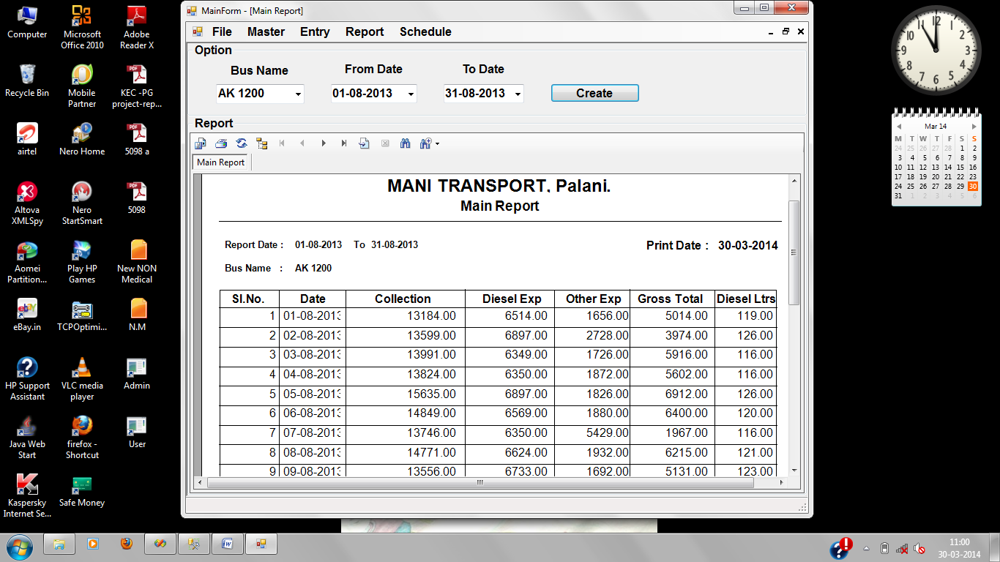 Computer
Microsoft
Office 2010
Adobe
Reader X
Recycle Bin
Mobile
Partner
KEC -PG
project-rep...
airtel
Nero Home
5098 a
Altova
XMLSpy
Nero
StartSmart
5098
Aomei
Partition...
Play HP
Games
New NON
Medical
eBay.in
TCPOptimi...
N.M
HP Support
Assistant
VLC media
player
Admin
Java Web
Start
firefox -
Shortcut
User
Kaspersky
Internet Se...
Safe Money
MainForm - [Main Report]
File Master Entry Report Schedule
Option
Bus Name From Date To Date
AK 1200 01-08-2013 31-08-2013 Create
Report
Main Report
MANI TRANSPORT, Palani.
Main Report
Report Date : 01-08-2013 To 31-08-2013 Print Date : 30-03-2014
Bus Name : AK 1200
Sl.No. Date Collection Diesel Exp Other Exp Gross Total Diesel Ltrs
1 01-08-2013 13184.00 6514.00 1656.00 5014.00 119.00
2 02-08-2013 13599.00 6897.00 2728.00 3974.00 126.00
3 03-08-2013 13991.00 6349.00 1726.00 5916.00 116.00
4 04-08-2013 13824.00 6350.00 1872.00 5602.00 116.00
5 05-08-2013 15635.00 6897.00 1826.00 6912.00 126.00
6 06-08-2013 14849.00 6569.00 1880.00 6400.00 120.00
7 07-08-2013 13746.00 6350.00 5429.00 1967.00 116.00
8 08-08-2013 14771.00 6624.00 1932.00 6215.00 121.00
9 09-08-2013 13556.00 6733.00 1692.00 5131.00 123.00
12 1 2 3 4 5 6 7 8 9 10 11
Mar 14
M T W T F S S
24 25 26 27 28 1 2
3 4 5 6 7 8 9
10 11 12 13 14 15 16
17 18 19 20 21 22 23
24 25 26 27 28 29 30
31 1 2 3 4 5 6
11:00
30-03-2014